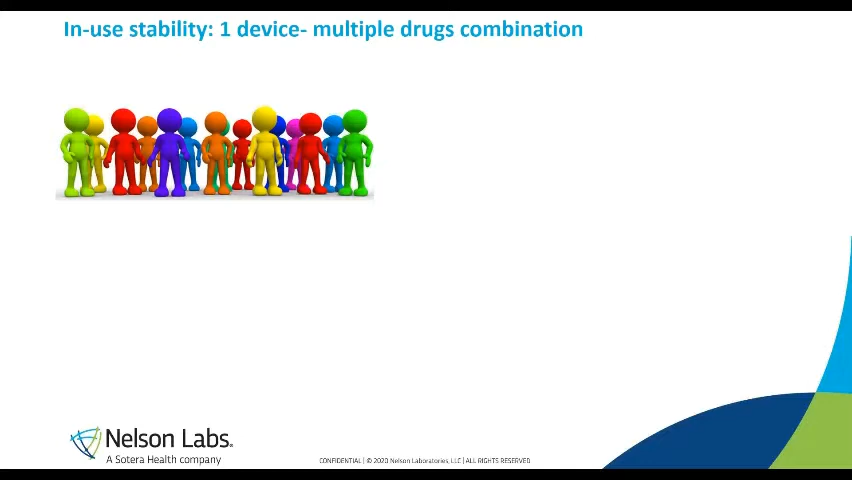 In-use stability: 1 device- multiple drugs combination
Nelson Labs.
A Sotera Health company
CONFIDENTIAL | © 2020 Nelson Laboratories, LLC | ALL RIGHTS RESERVED